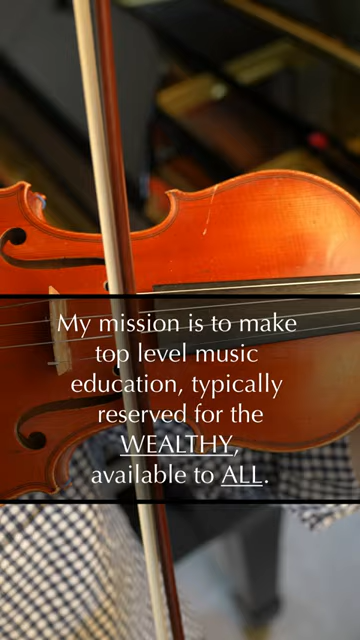 My mission is to make
top level music
education, typically
reserved for the
WEALTHY,
available to ALL.